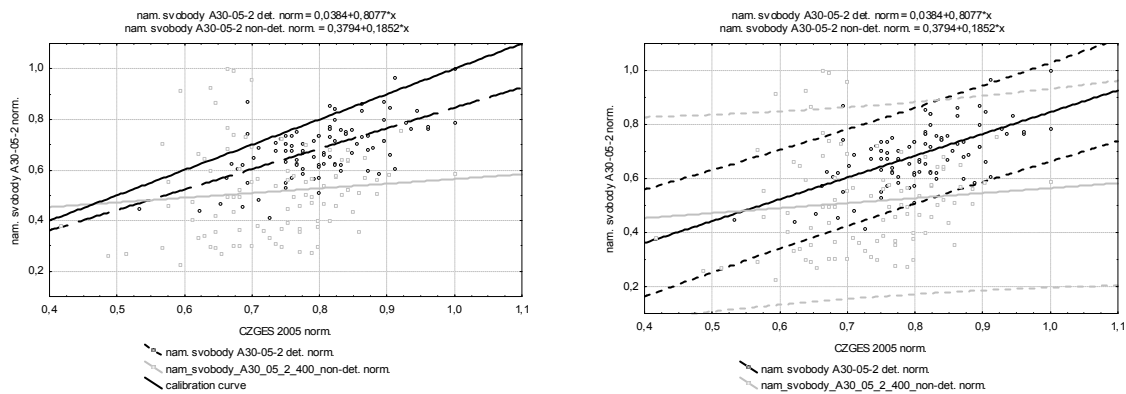 nam. svobody A30-05-2 det. norm = 0,0384+0,8077*x
nam. svobody A30-05-2 non-det. norm. = 0,3794+0,1852*x
1,0
0,8
0,6
0,4
0,2
nam. svobody A30-05-2 norm.
0,4 0,5 0,6 0,7 0,8 0,9 1,0 1,1
CZGES 2005 norm.
nam. svobody A30-05-2 det. norm.
nam_svobody_A30_05_2_400_non-det. norm.
calibration curve
nam. svobody A30-05-2 det. norm = 0,0384+0,8077*x
nam. svobody A30-05-2 non-det. norm. = 0,3794+0,1852*x
1,0
0,8
0,6
0,4
0,2
nam. svobody A30-05-2 norm.
0,4 0,5 0,6 0,7 0,8 0,9 1,0 1,1
CZGES 2005 norm.
nam. svobody A30-05-2 det. norm.
nam_svobody_A30_05_2_400_non-det. norm.